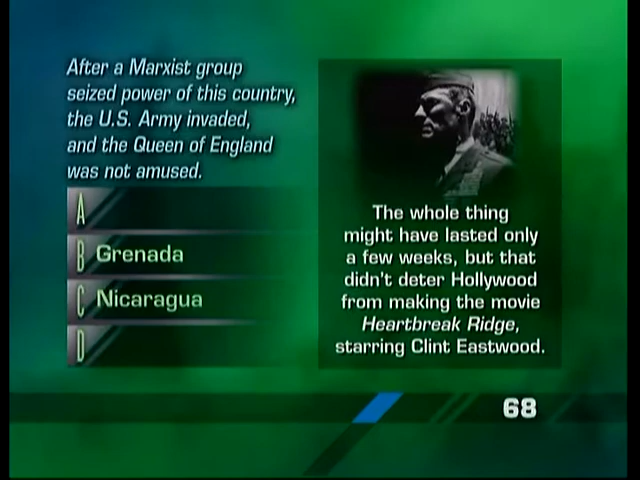 After a Marxist group
seized power of this country,
the U.S. Army invaded,
and the Queen of England
was not amused.
A
B Grenada
C Nicaragua
D
The whole thing
might have lasted only
a few weeks, but that
didn't deter Hollywood
from making the movie
Heartbreak Ridge,
starring Clint Eastwood.
68